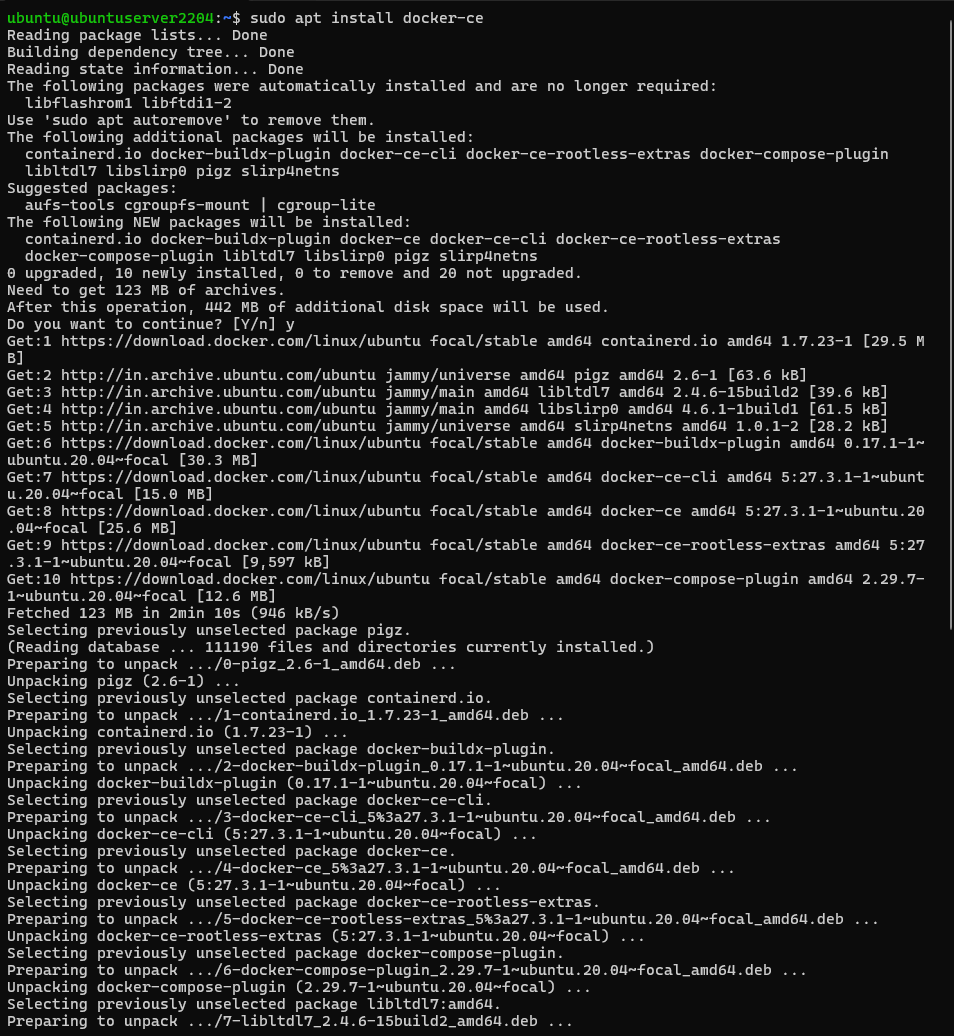 ubuntu@ubuntuserver2204:~$ sudo apt install docker-ce
Reading package lists... Done
Building dependency tree... Done
Reading state information... Done
The following packages were automatically installed and are no longer required:
  libflashrom1 libftdi1-2
Use 'sudo apt autoremove' to remove them.
The following additional packages will be installed:
  containerd.io docker-buildx-plugin docker-ce-cli docker-ce-rootless-extras docker-compose-plugin
  libltdl7 libslirp0 pigz slirp4netns
Suggested packages:
  aufs-tools cgroupfs-mount | cgroup-lite
The following NEW packages will be installed:
  containerd.io docker-buildx-plugin docker-ce docker-ce-cli docker-ce-rootless-extras
  docker-compose-plugin libltdl7 libslirp0 pigz slirp4netns
0 upgraded, 10 newly installed, 0 to remove and 20 not upgraded.
Need to get 123 MB of archives.
After this operation, 442 MB of additional disk space will be used.
Do you want to continue? [Y/n] y
Get:1 https://download.docker.com/linux/ubuntu focal/stable amd64 containerd.io amd64 1.7.23-1 [29.5 M
B]
Get:2 http://in.archive.ubuntu.com/ubuntu jammy/universe amd64 pigz amd64 2.6-1 [63.6 kB]
Get:3 http://in.archive.ubuntu.com/ubuntu jammy/main amd64 libltdl7 amd64 2.4.6-15build2 [39.6 kB]
Get:4 http://in.archive.ubuntu.com/ubuntu jammy/main amd64 libslirp0 amd64 4.6.1-1build1 [61.5 kB]
Get:5 http://in.archive.ubuntu.com/ubuntu jammy/universe amd64 slirp4netns amd64 1.0.1-2 [28.2 kB]
Get:6 https://download.docker.com/linux/ubuntu focal/stable amd64 docker-buildx-plugin amd64 0.17.1-1~
ubuntu.20.04~focal [30.3 MB]
Get:7 https://download.docker.com/linux/ubuntu focal/stable amd64 docker-ce-cli amd64 5:27.3.1-1~ubunt
u.20.04~focal [15.0 MB]
Get:8 https://download.docker.com/linux/ubuntu focal/stable amd64 docker-ce amd64 5:27.3.1-1~ubuntu.20
.04~focal [25.6 MB]
Get:9 https://download.docker.com/linux/ubuntu focal/stable amd64 docker-ce-rootless-extras amd64 5:27
.3.1-1~ubuntu.20.04~focal [9,597 kB]
Get:10 https://download.docker.com/linux/ubuntu focal/stable amd64 docker-compose-plugin amd64 2.29.7-
1~ubuntu.20.04~focal [12.6 MB]
Fetched 123 MB in 2min 10s (946 kB/s)
Selecting previously unselected package pigz.
(Reading database ... 111190 files and directories currently installed.)
Preparing to unpack .../0-pigz_2.6-1_amd64.deb ...
Unpacking pigz (2.6-1) ...
Selecting previously unselected package containerd.io.
Preparing to unpack .../1-containerd.io_1.7.23-1_amd64.deb ...
Unpacking containerd.io (1.7.23-1) ...
Selecting previously unselected package docker-buildx-plugin.
Preparing to unpack .../2-docker-buildx-plugin_0.17.1-1~ubuntu.20.04~focal_amd64.deb ...
Unpacking docker-buildx-plugin (0.17.1-1~ubuntu.20.04~focal) ...
Selecting previously unselected package docker-ce-cli.
Preparing to unpack .../3-docker-ce-cli_5%3a27.3.1-1~ubuntu.20.04~focal_amd64.deb ...
Unpacking docker-ce-cli (5:27.3.1-1~ubuntu.20.04~focal) ...
Selecting previously unselected package docker-ce.
Preparing to unpack .../4-docker-ce_5%3a27.3.1-1~ubuntu.20.04~focal_amd64.deb ...
Unpacking docker-ce (5:27.3.1-1~ubuntu.20.04~focal) ...
Selecting previously unselected package docker-ce-rootless-extras.
Preparing to unpack .../5-docker-ce-rootless-extras_5%3a27.3.1-1~ubuntu.20.04~focal_amd64.deb ...
Unpacking docker-ce-rootless-extras (5:27.3.1-1~ubuntu.20.04~focal) ...
Selecting previously unselected package docker-compose-plugin.
Preparing to unpack .../6-docker-compose-plugin_2.29.7-1~ubuntu.20.04~focal_amd64.deb ...
Unpacking docker-compose-plugin (2.29.7-1~ubuntu.20.04~focal) ...
Selecting previously unselected package libltdl7:amd64.
Preparing to unpack .../7-libltdl7_2.4.6-15build2_amd64.deb ...